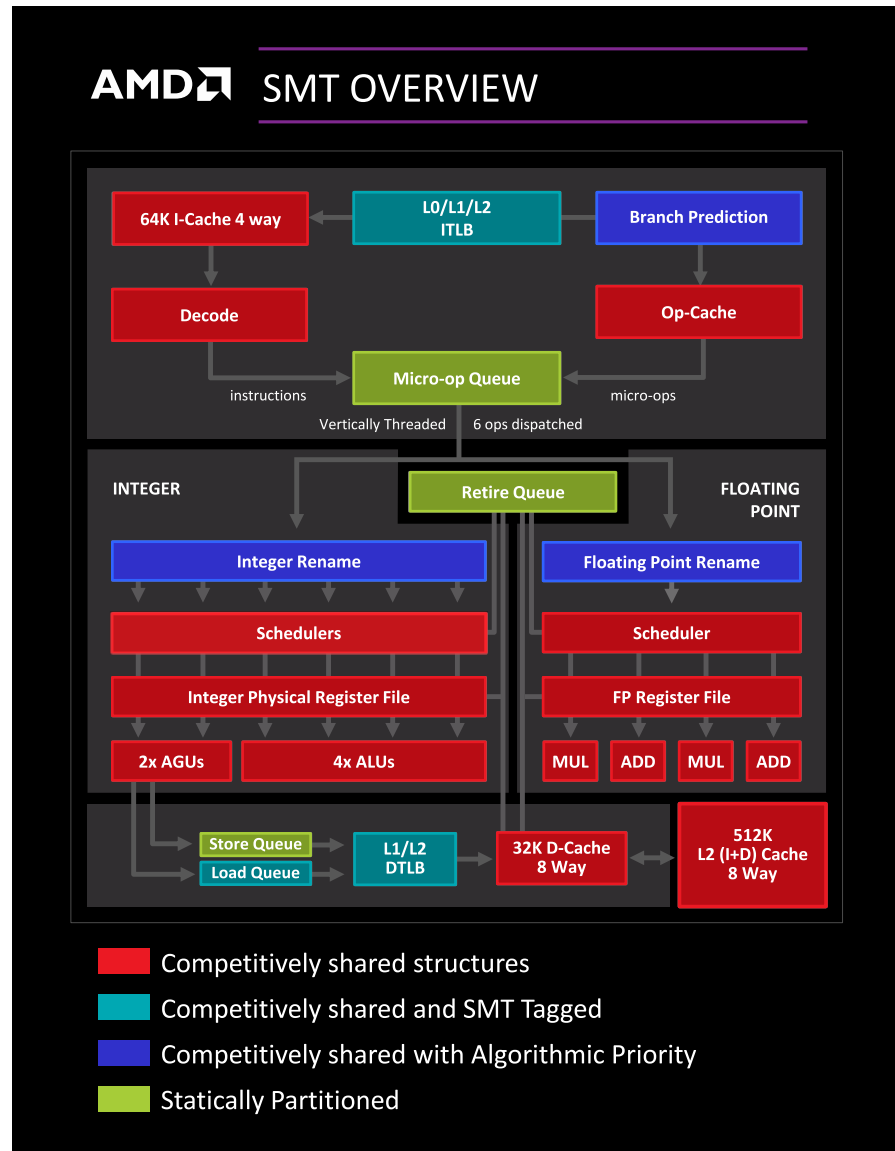 AMD SMT OVERVIEW
64K I-Cache 4 way
L0/L1/L2
ITLB
Branch Prediction
Decode
Op-Cache
Micro-op Queue
instructions
micro-ops
Vertically Threaded
6 ops dispatched
INTEGER
Retire Queue
FLOATING
POINT
Integer Rename
Floating Point Rename
Schedulers
Scheduler
Integer Physical Register File
FP Register File
2x AGUs
4x ALUs
MUL
ADD
MUL
ADD
Store Queue
Load Queue
L1/L2
DTLB
32K D-Cache
8 Way
512K
L2 (I+D) Cache
8 Way
Competitively shared structures
Competitively shared and SMT Tagged
Competitively shared with Algorithmic Priority
Statically Partitioned